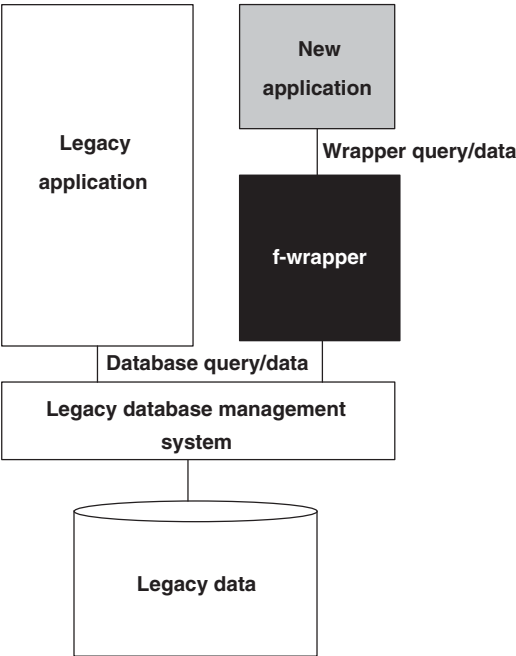 New
application
Legacy
application
Wrapper query/data
f-wrapper
Database query/data
Legacy database management
system
Legacy data